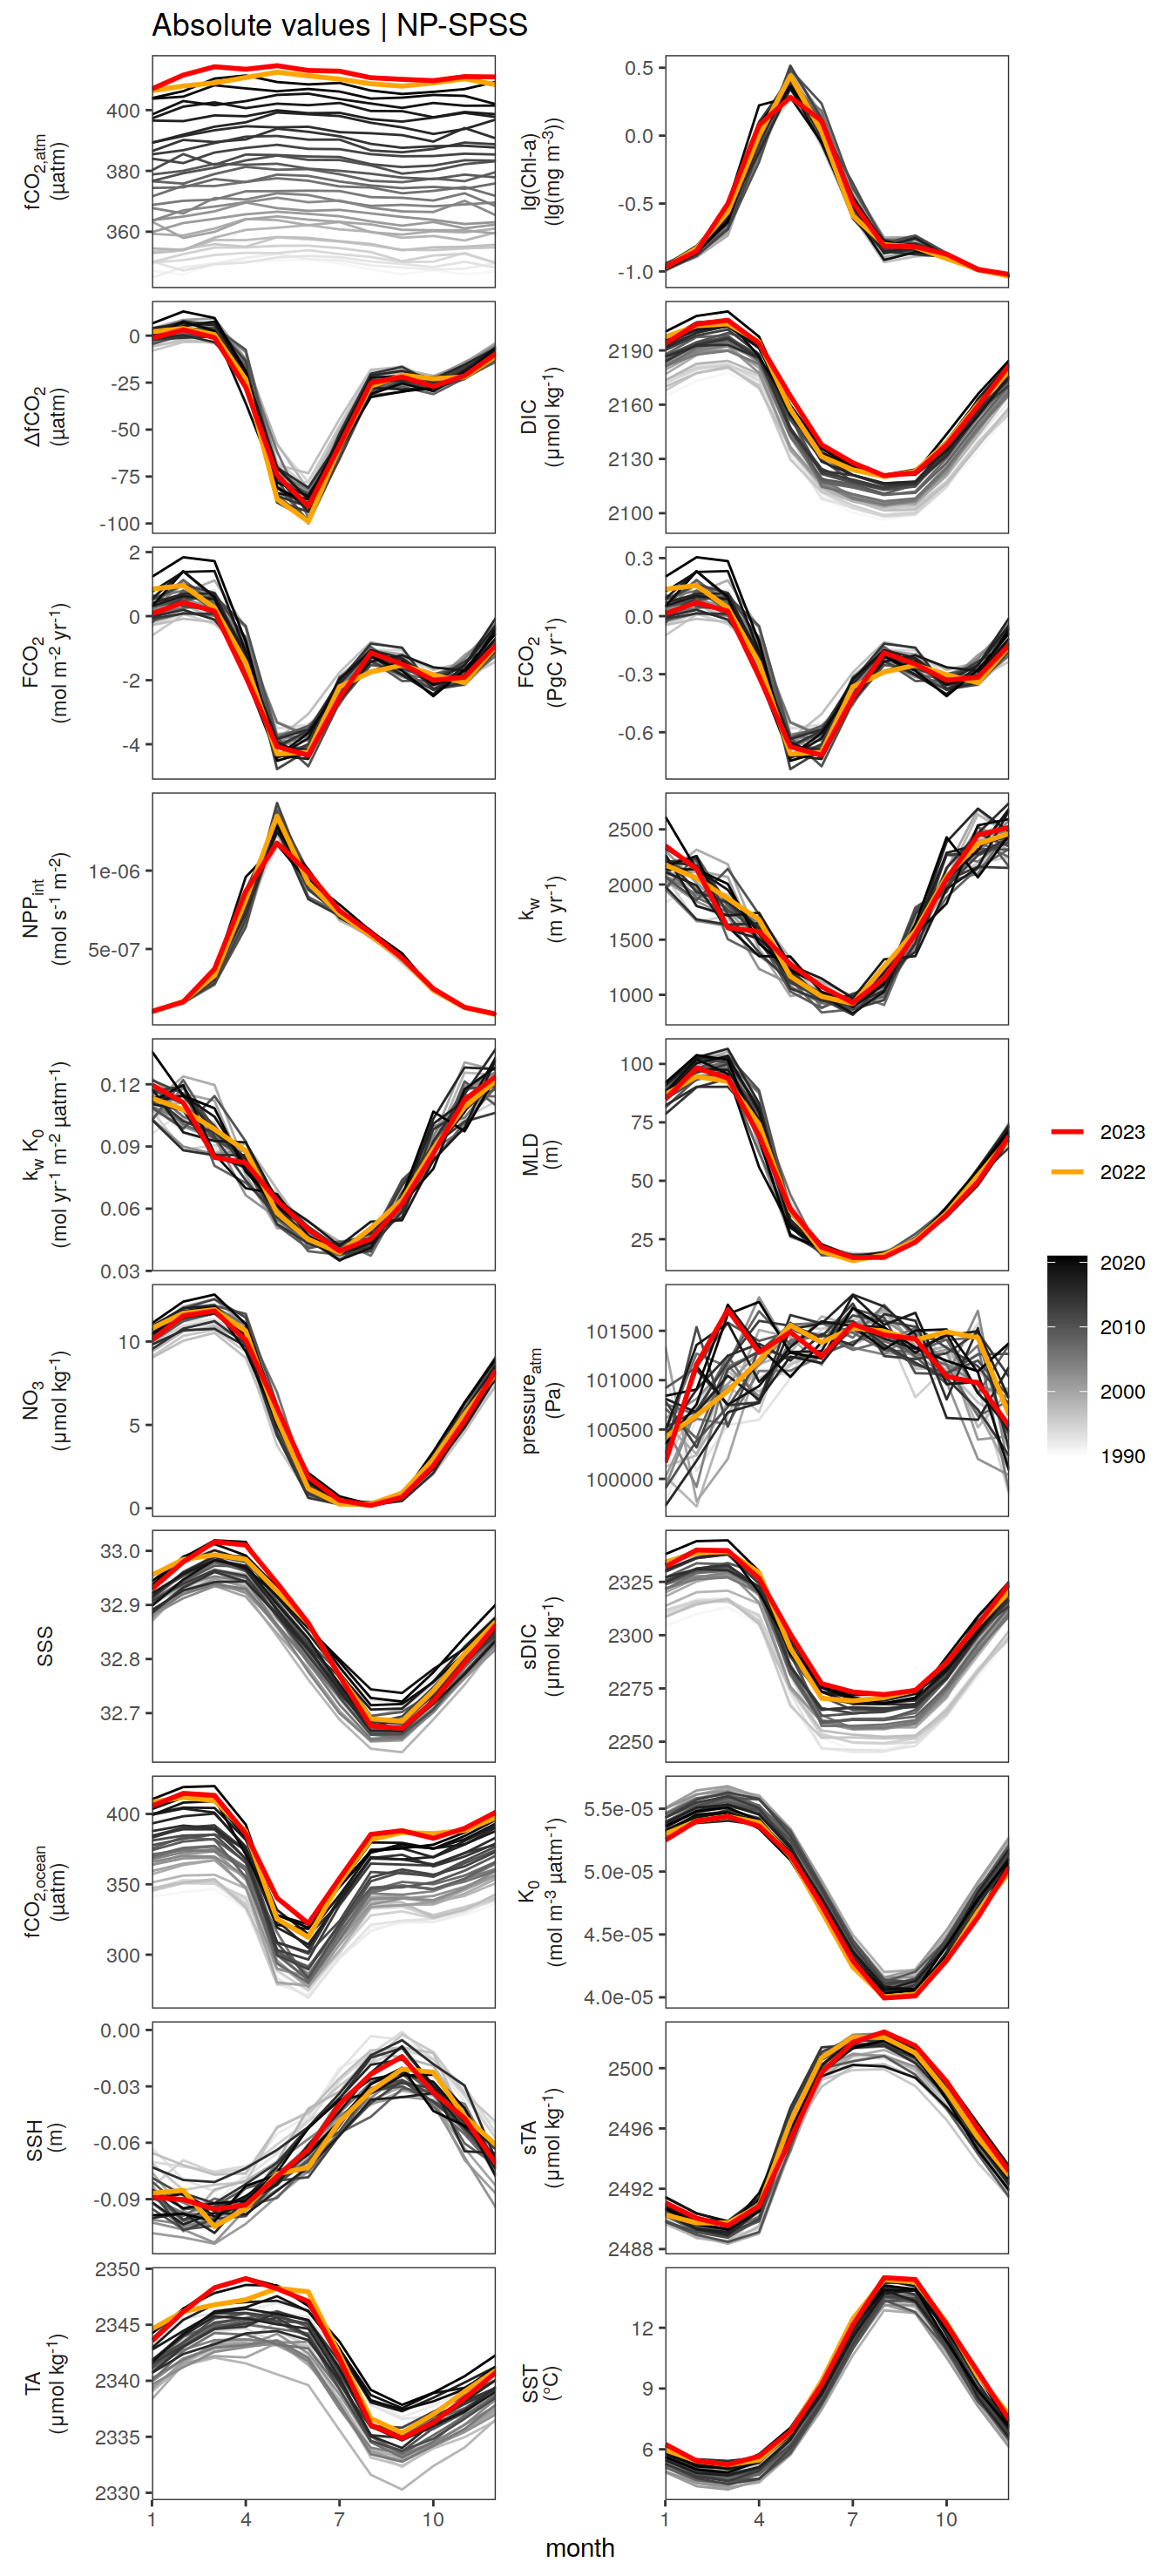 Absolute values | NP-SPSS
fCO2,atm
(µatm)
400
380
360
lg(Chl-a)
(lg(mg m-3))
0.5
0.0
-0.5
-1.0
ΔfCO2
(µatm)
0
-25
-50
-75
-100
DIC
(µmol kg-1)
2190
2160
2130
2100
FCO2
(mol m-2 yr-1)
2
0
-2
-4
FCO2
(PgC yr-1)
0.3
0.0
-0.3
-0.6
NPPint
(mol s-1 m-2)
1e-06
5e-07
kw
(m yr-1)
2500
2000
1500
1000
kw K0
(mol yr-1 m-2 µatm-1)
0.12
0.09
0.06
0.03
MLD
(m)
100
75
50
25
2023
2022
2020
2010
2000
1990
NO3
(µmol kg-1)
10
5
0
pressureatm
(Pa)
101500
101000
100500
100000
SSS
33.0
32.9
32.8
32.7
sDIC
(µmol kg-1)
2325
2300
2275
2250
fCO2,ocean
(µatm)
400
350
300
K0
(mol m-3 µatm-1)
5.5e-05
5.0e-05
4.5e-05
4.0e-05
SSH
(m)
0.00
-0.03
-0.06
-0.09
sTA
(µmol kg-1)
2500
2496
2492
2488
TA
(µmol kg-1)
2350
2345
2340
2335
2330
SST
(°C)
12
9
6
1 4 7 10
1 4 7 10
month